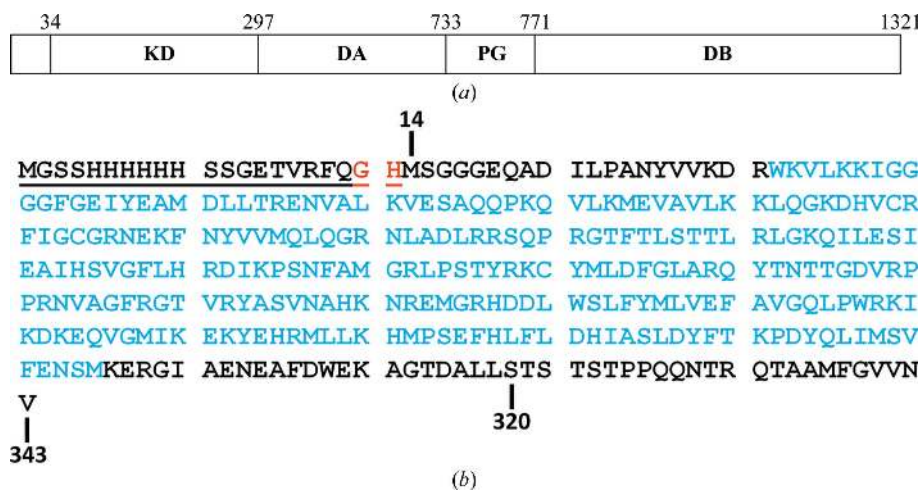 34 297 733 771 1321
KD DA PG DB
(a)
14
MGSSHHHHHH SSGETVRFQG HMSGGGEQAD ILPANYVVKD RWKVLKKIGG
GGFGEIYEAM DLLTRENVAL KVESAQQPKQ VLKMEVAVLK KLQGKDHVCR
FIGCGRNEKF NYVVMQLQGR NLADLRRSQP RGTFTLSTTL RLGKQILESI
EAIHSVGFLH RDIKPSNFAM GRLPSTYRKC YMLDFGLARQ YTNTTGDVRP
PRNVAGFRGT VRYASVNAHK NREMGRHDDL WSLFYMLVEF AVGQLPWRKI
KDKEQVGMIK EKYEHRMLLK HMPSEFHLFL DHIASLDYFT KPDYQLIMSV
FENSMKERGI AENEAFDWEK AGTDALLSTS TSTPPQQNTR QTAAMFGVVN
V
343 320
(b)